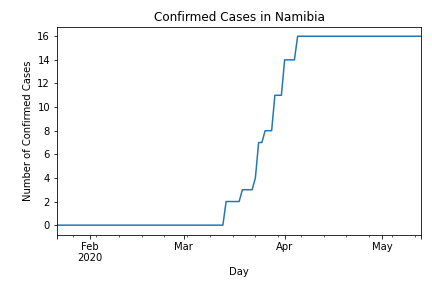 Confirmed Cases in Namibia
Number of Confirmed Cases
16
14
12
10
8
6
4
2
0
Feb
2020
Mar
Apr
May
Day